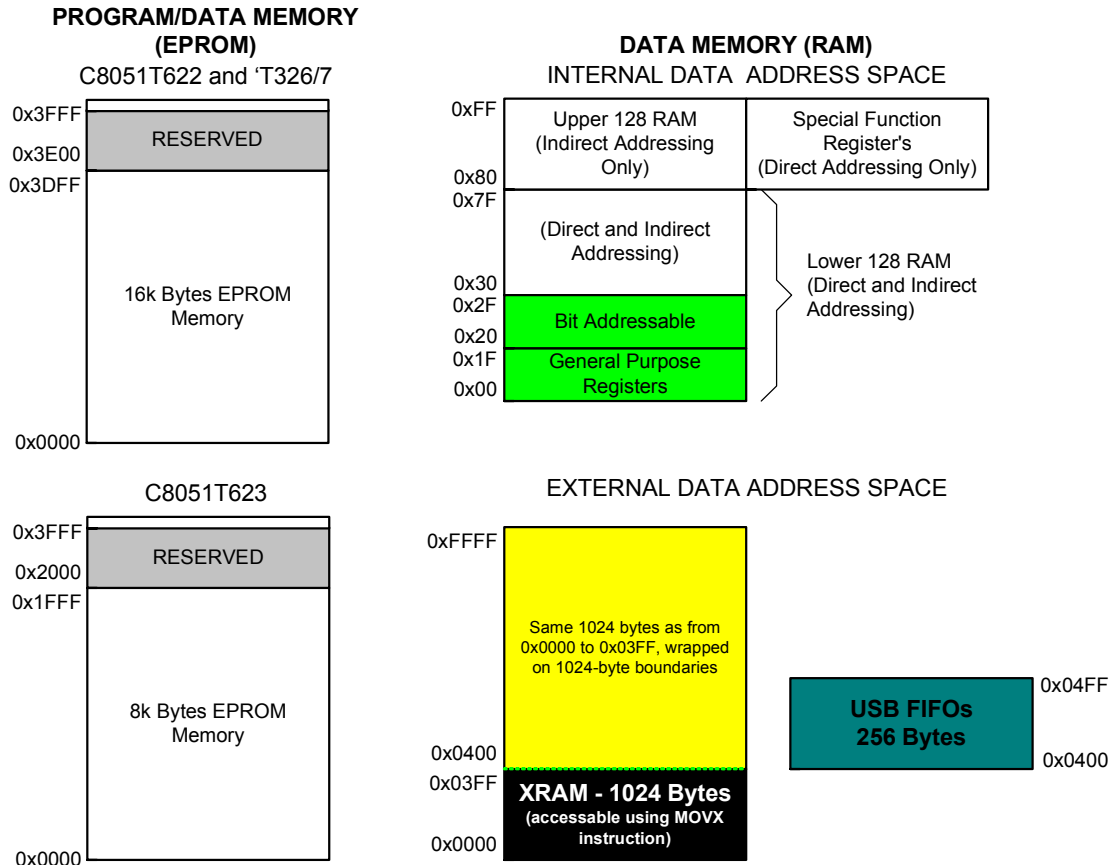 PROGRAM/DATA MEMORY
(EPROM)
C8051T622 and ‘T326/7
0x3FFF
RESERVED
0x3E00
0x3DFF
16k Bytes EPROM
Memory
0x0000
C8051T623
0x3FFF
RESERVED
0x2000
0x1FFF
8k Bytes EPROM
Memory
0x0000
DATA MEMORY (RAM)
INTERNAL DATA ADDRESS SPACE
0xFF
Upper 128 RAM
(Indirect Addressing
Only)
0x80
Special Function
Register's
(Direct Addressing Only)
0x7F
(Direct and Indirect
Addressing)
0x30
0x2F
Bit Addressable
0x20
0x1F
General Purpose
Registers
0x00
Lower 128 RAM
(Direct and Indirect
Addressing)
EXTERNAL DATA ADDRESS SPACE
0xFFFF
Same 1024 bytes as from
0x0000 to 0x03FF, wrapped
on 1024-byte boundaries
0x0400
0x03FF
XRAM - 1024 Bytes
(accessable using MOVX
instruction)
0x0000
0x04FF
USB FIFOs
256 Bytes
0x0400